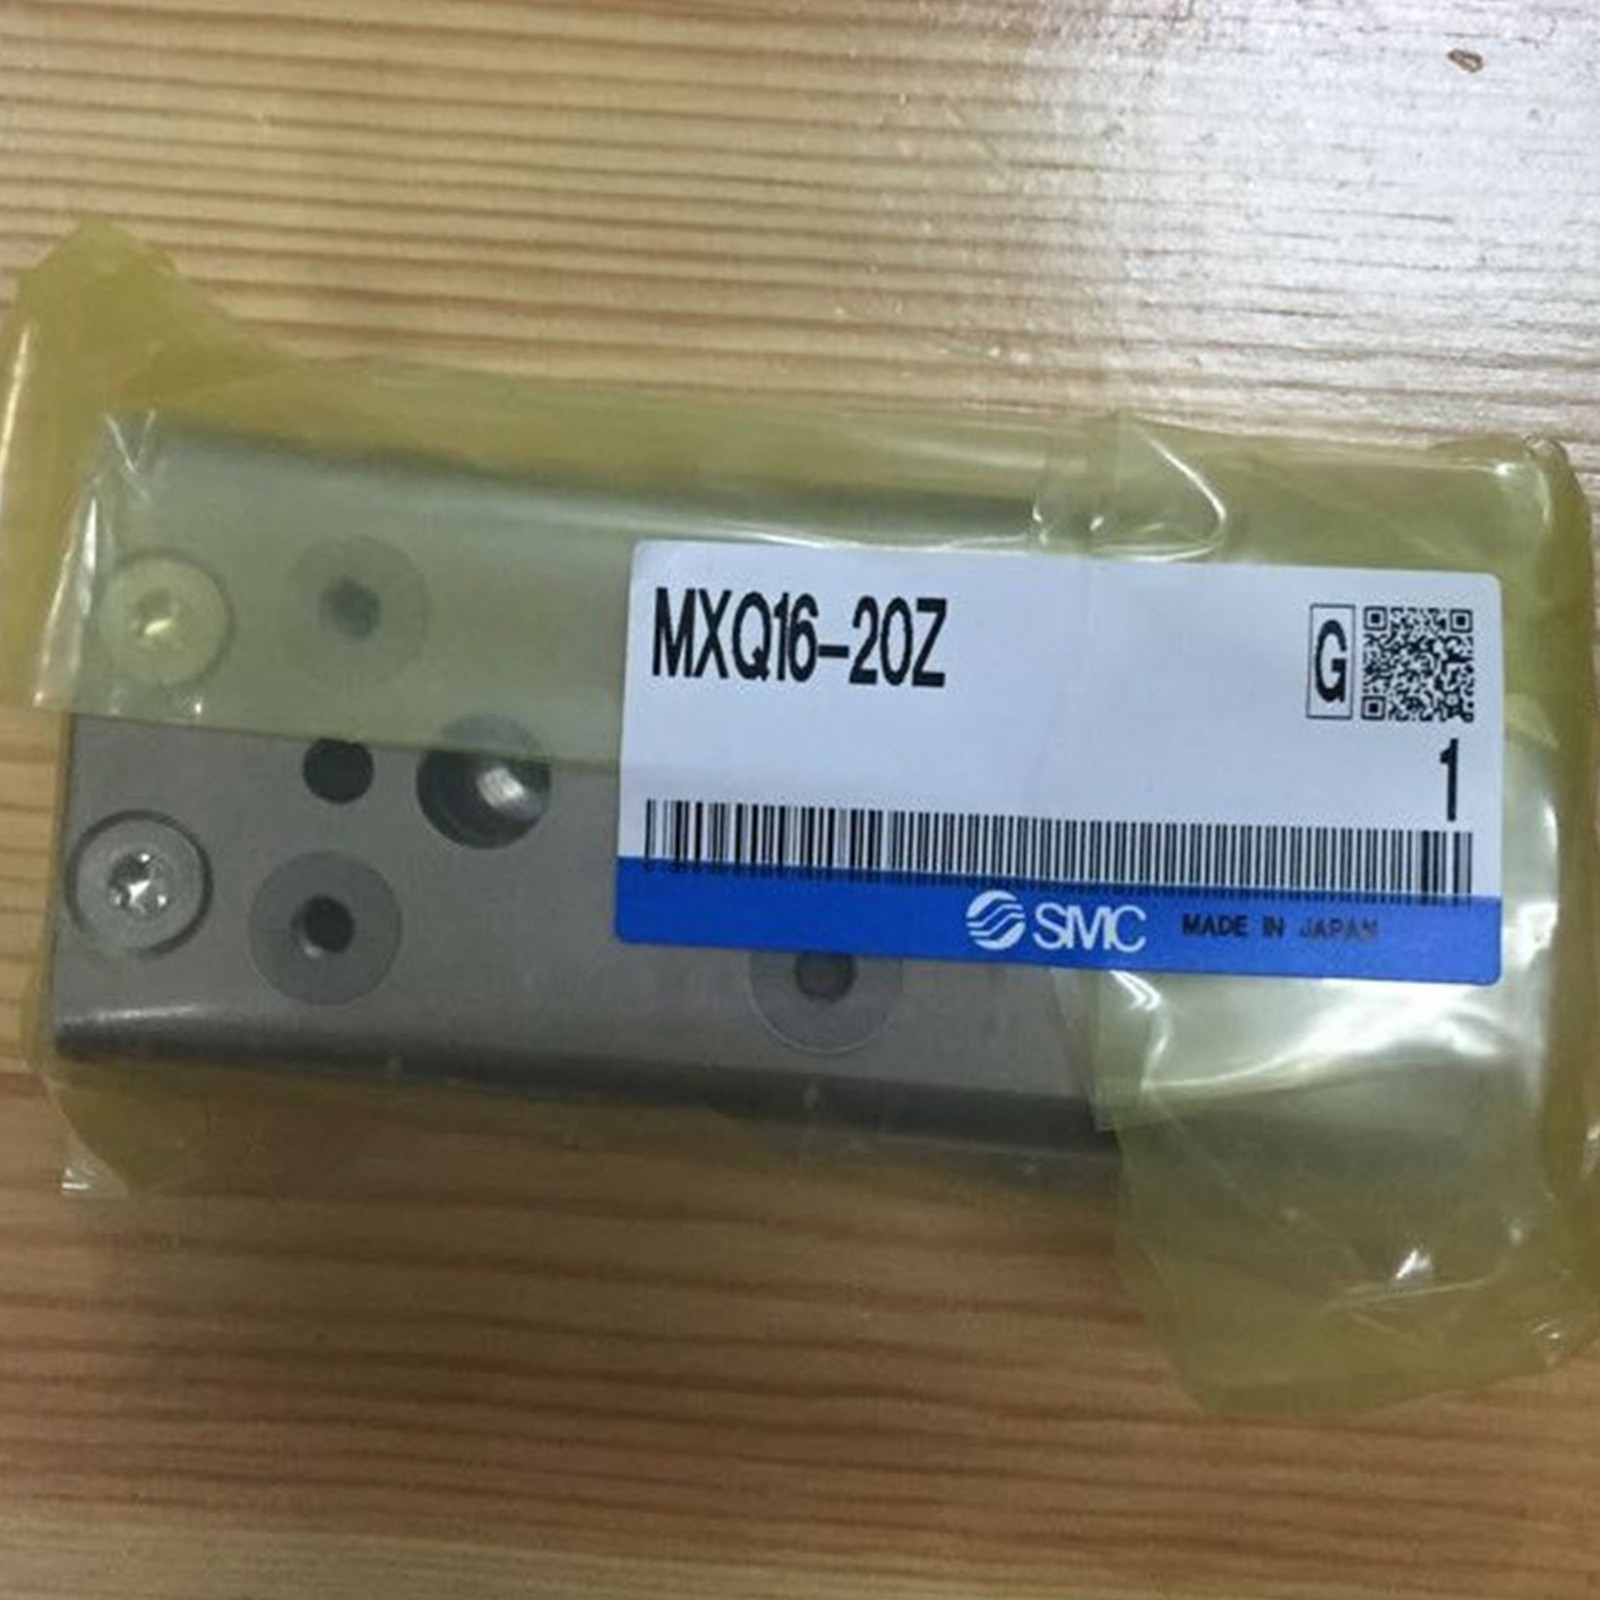 MXQ16-20Z
G
1
SMC MADE IN JAPAN